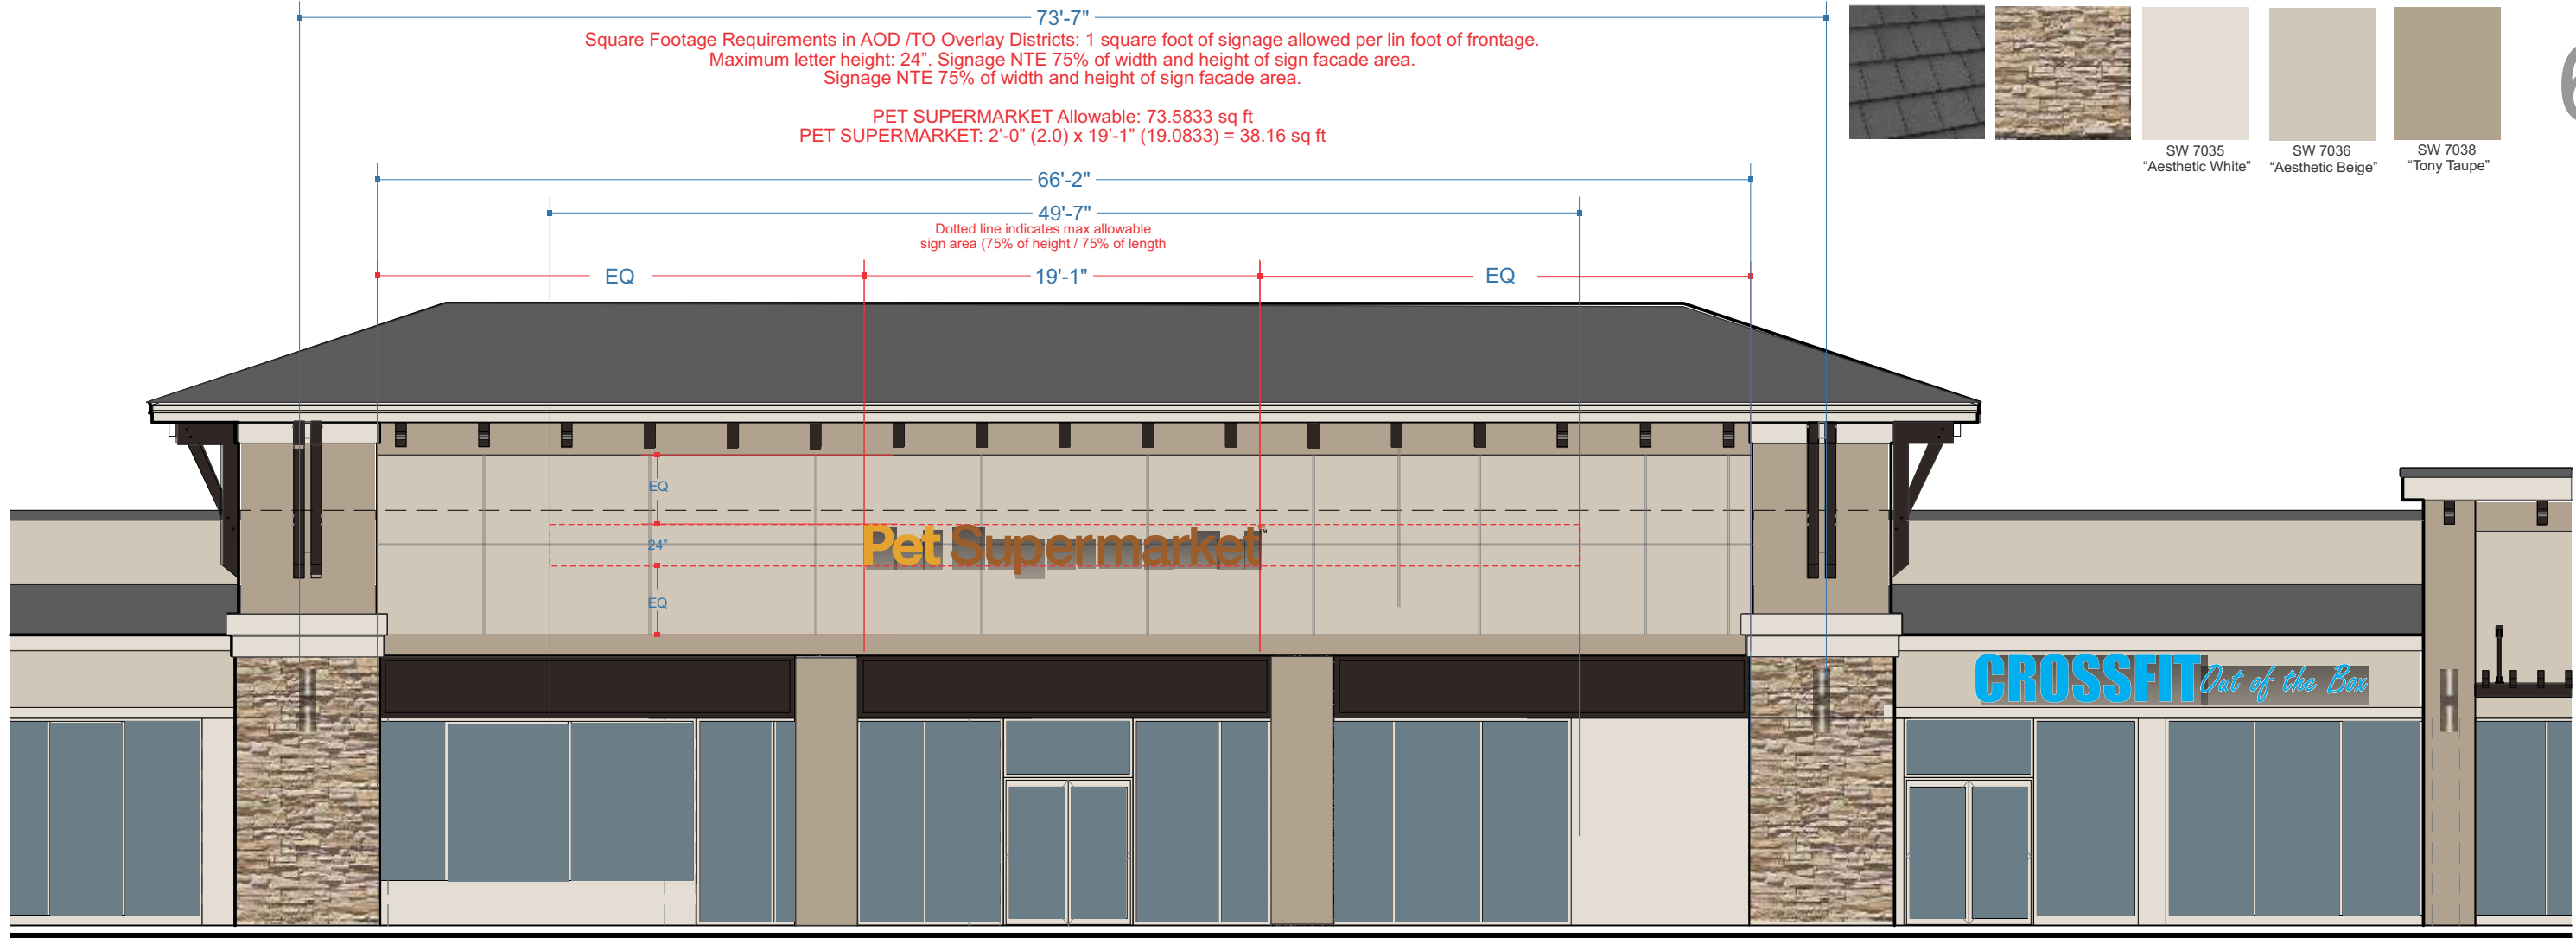 73'-7"
Square Footage Requirements in AOD /TO Overlay Districts: 1 square foot of signage allowed per lin foot of frontage.
Maximum letter height: 24”. Signage NTE 75% of width and height of sign facade area.
Signage NTE 75% of width and height of sign facade area.
PET SUPERMARKET Allowable: 73.5833 sq ft
PET SUPERMARKET: 2’-0” (2.0) x 19’-1” (19.0833) = 38.16 sq ft
SW 7035
“Aesthetic White”
SW 7036
“Aesthetic Beige”
SW 7038
“Tony Taupe”
6
66'-2"
49'-7"
Dotted line indicates max allowable
sign area (75% of height / 75% of length
EQ
19'-1"
EQ
EQ
24”
EQ
Pet Supermarket™
CROSSFIT Out of the Box